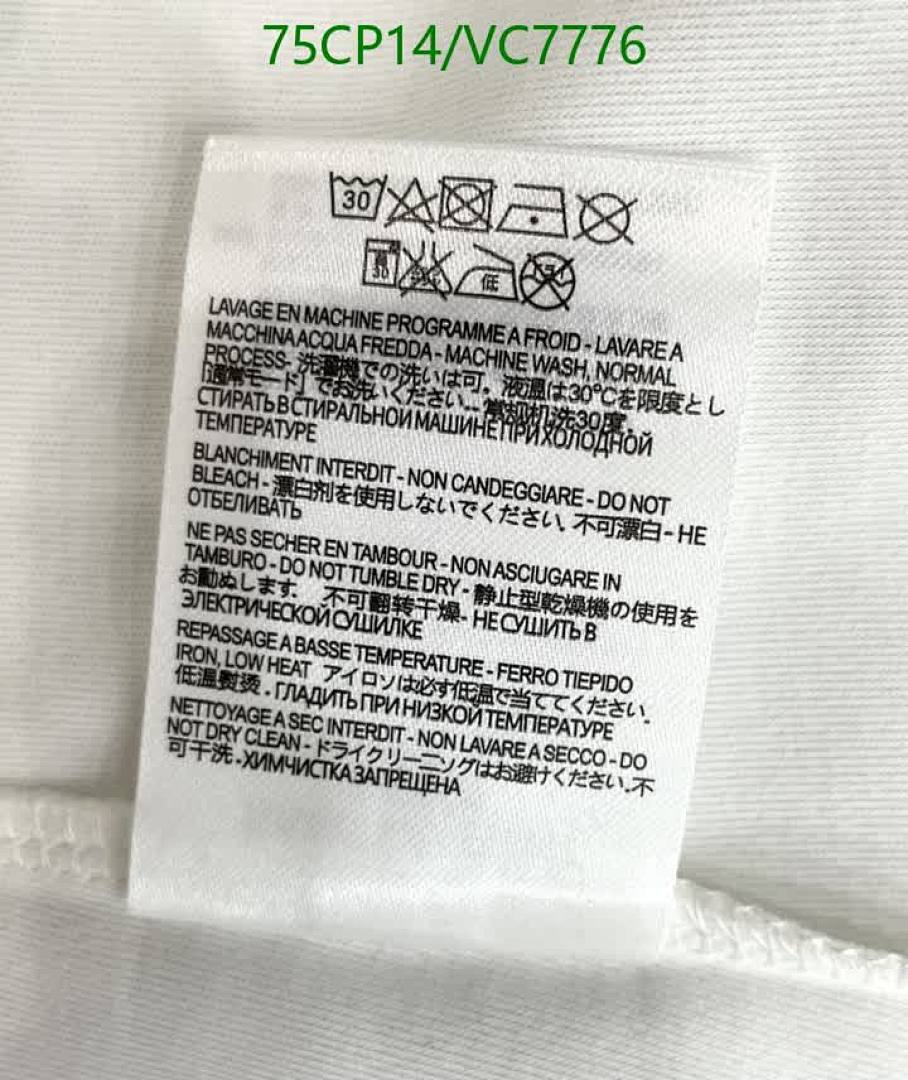 75CP14/VC7776
30
30
低
LAVAGE EN MACHINE PROGRAMME A FROID - LAVARE A
MACCHINA ACQUA FREDDA - MACHINE WASH, NORMAL
PROCESS- 洗濯機での洗いは可。液温は30℃を限度とし
「通常モード」でお洗いください_ 常规机洗30度.
СТИРАТЬ В СТИРАЛЬНОЙ МАШИНЕ ПРИ ХОЛОДНОЙ
ТЕМПЕРАТУРЕ
BLANCHIMENT INTERDIT - NON CANDEGGIARE - DO NOT
BLEACH - 漂白剤を使用しないでください. 不可漂白 - НЕ
ОТБЕЛИВАТЬ
NE PAS SECHER EN TAMBOUR - NON ASCIUGARE IN
TAMBURO - DO NOT TUMBLE DRY - 静止型乾燥機の使用を
お勧ぬします. 不可翻转干燥- НЕ СУШИТЬ В
ЭЛЕКТРИЧЕСКОЙ СУШИЛКЕ
REPASSAGE A BASSE TEMPERATURE - FERRO TIEPIDO
IRON, LOW HEAT アイロンは必す低温で当ててください.
低温熨烫 - ГЛАДИТЬ ПРИ НИЗКОЙ ТЕМПЕРАТУРЕ
NETTOYAGE A SEC INTERDIT - NON LAVARE A SECCO - DO
NOT DRY CLEAN - ドライクリーニングはお避けください.不
可干洗 - ХИМЧИСТКА ЗАПРЕЩЕНА